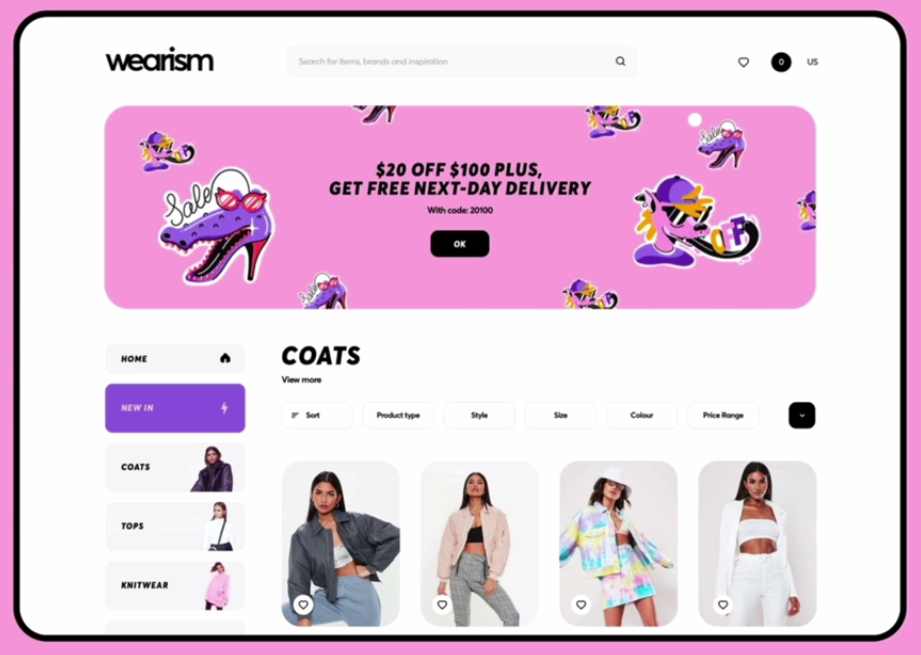 wearism
Search for items, brands and inspiration
0
US
Sale
Sale
$20 OFF $100 PLUS,
GET FREE NEXT-DAY DELIVERY
With code: 20100
OK
OFF
Sale
HOME
NEW IN
COATS
TOPS
KNITWEAR
COATS
View more
Sort
Product type
Style
Size
Colour
Price Range